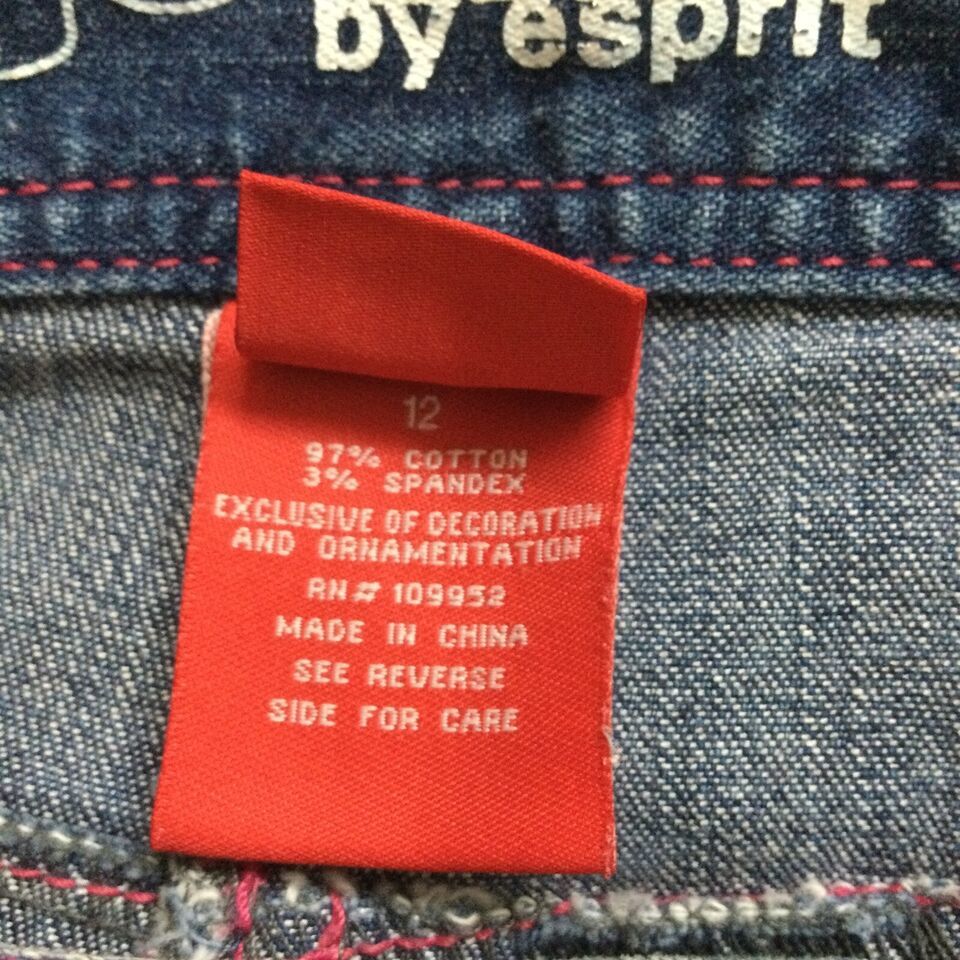 by esprit
12
97% COTTON
3% SPANDEX
EXCLUSIVE OF DECORATION
AND ORNAMENTATION
RN# 109952
MADE IN CHINA
SEE REVERSE
SIDE FOR CARE